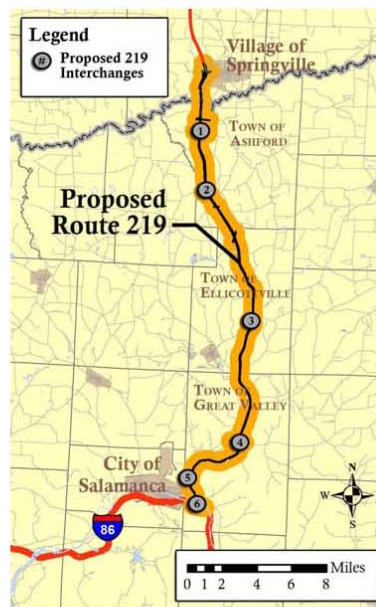 Legend
# Proposed 219
Interchanges
Village of
Springville
1
TOWN OF
ASHFORD
2
Proposed
Route 219
TOWN OF
ELLICOTTVILLE
3
TOWN OF
GREAT VALLEY
4
City of
Salamanca
5
6
86
N
W E
S
Miles
0 1 2 4 6 8